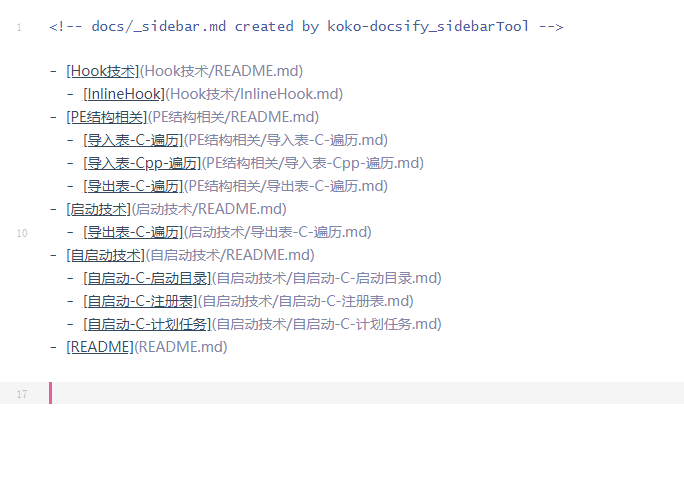 1 <!-- docs/_sidebar.md created by koko-docsify_sidebarTool -->
- [Hook技术](Hook技术/README.md)
- [InlineHook](Hook技术/InlineHook.md)
- [PE结构相关](PE结构相关/README.md)
- [导入表-C-遍历](PE结构相关/导入表-C-遍历.md)
- [导入表-Cpp-遍历](PE结构相关/导入表-Cpp-遍历.md)
- [导出表-C-遍历](PE结构相关/导出表-C-遍历.md)
- [启动技术](启动技术/README.md)
10 - [导出表-C-遍历](启动技术/导出表-C-遍历.md)
- [自启动技术](自启动技术/README.md)
- [自启动-C-启动目录](自启动技术/自启动-C-启动目录.md)
- [自启动-C-注册表](自启动技术/自启动-C-注册表.md)
- [自启动-C-计划任务](自启动技术/自启动-C-计划任务.md)
- [README](README.md)
17